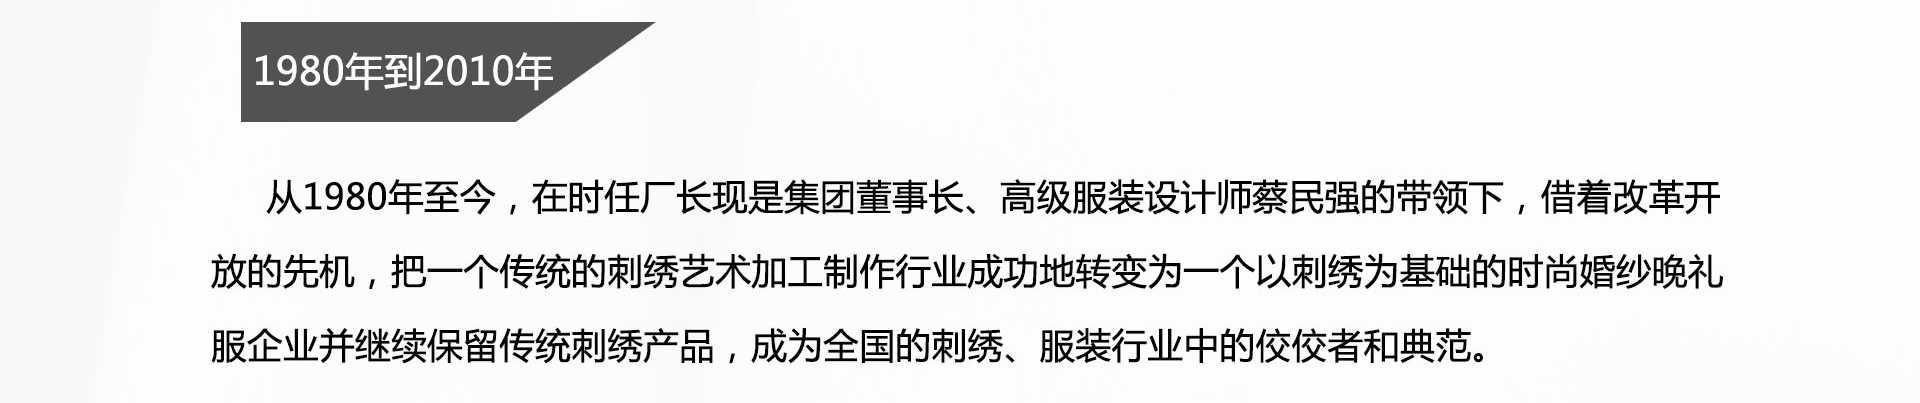 1980年到2010年
从1980年至今，在时任厂长现是集团董事长、高级服装设计师蔡民强的带领下，借着改革开
放的先机，把一个传统的刺绣艺术加工制作行业成功地转变为一个以刺绣为基础的时尚婚纱晚礼
服企业并继续保留传统刺绣产品，成为全国的刺绣、服装行业中的佼佼者和典范。